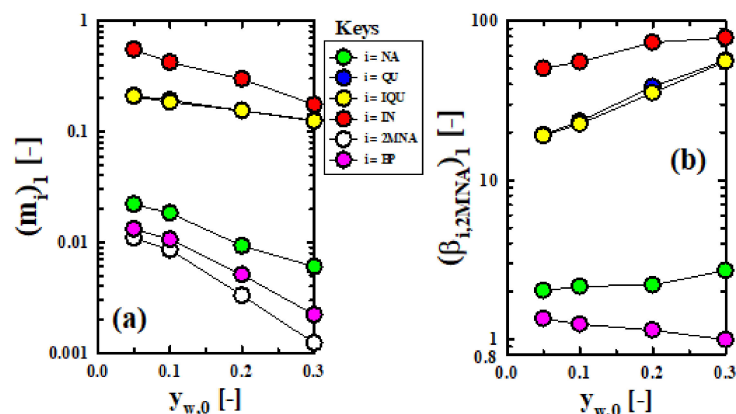 Keys
i = NA
i = QU
i = IQU
i = IN
i = 2MNA
i = BP
(m_i)_1 [-]
1
0.1
0.01
0.001
(a)
0.0 0.1 0.2 0.3
y_w,0 [-]
(β_i,2MNA)_1 [-]
100
10
1
0.8
(b)
0.0 0.1 0.2 0.3
y_w,0 [-]